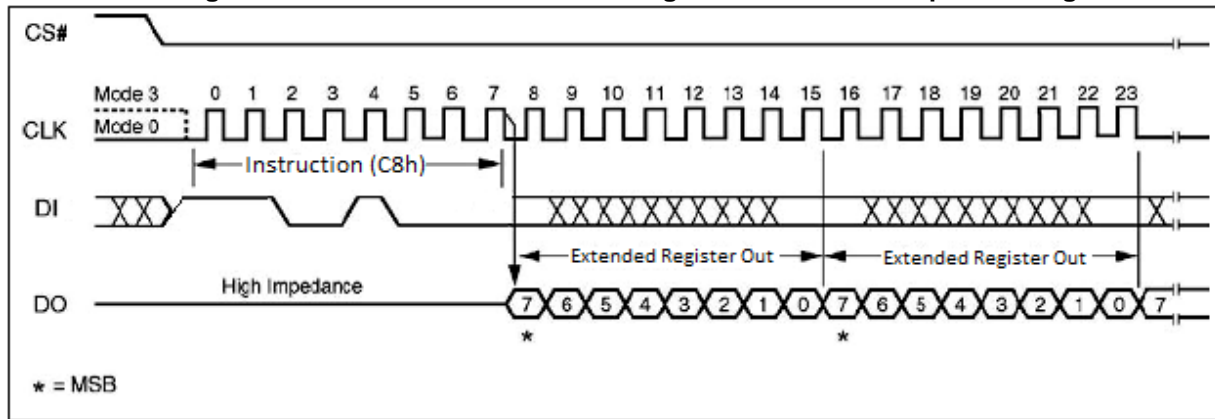 CS#
Mode 3 0 1 2 3 4 5 6 7 8 9 10 11 12 13 14 15 16 17 18 19 20 21 22 23
CLK Mode 0
Instruction (C8h)
DI
Extended Register Out Extended Register Out
High Impedance
DO 7 6 5 4 3 2 1 0 7 6 5 4 3 2 1 0 7
* *
* = MSB